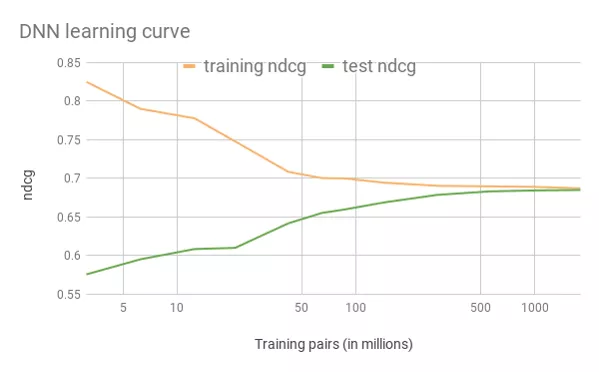 DNN learning curve
training ndcg test ndcg
0.85
0.8
0.75
0.7
0.65
0.6
0.55
ndcg
5 10 50 100 500 1000
Training pairs (in millions)